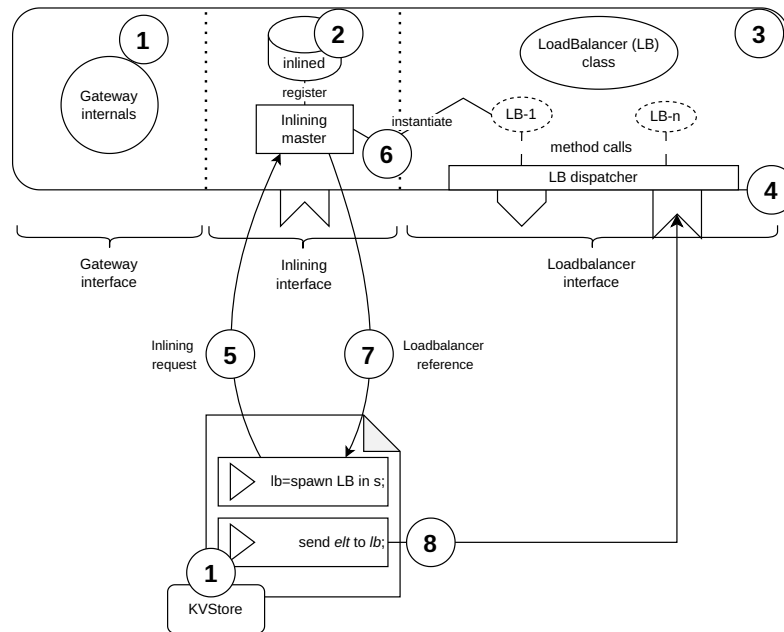 1
2
3
LoadBalancer (LB)
class
inlined
Gateway
internals
register
Inlining
master
instantiate
LB-1
LB-n
6
method calls
LB dispatcher
4
Gateway
interface
Inlining
interface
Loadbalancer
interface
Inlining
request
5
7
Loadbalancer
reference
lb=spawn LB in s;
send elt to lb;
8
1
KVStore